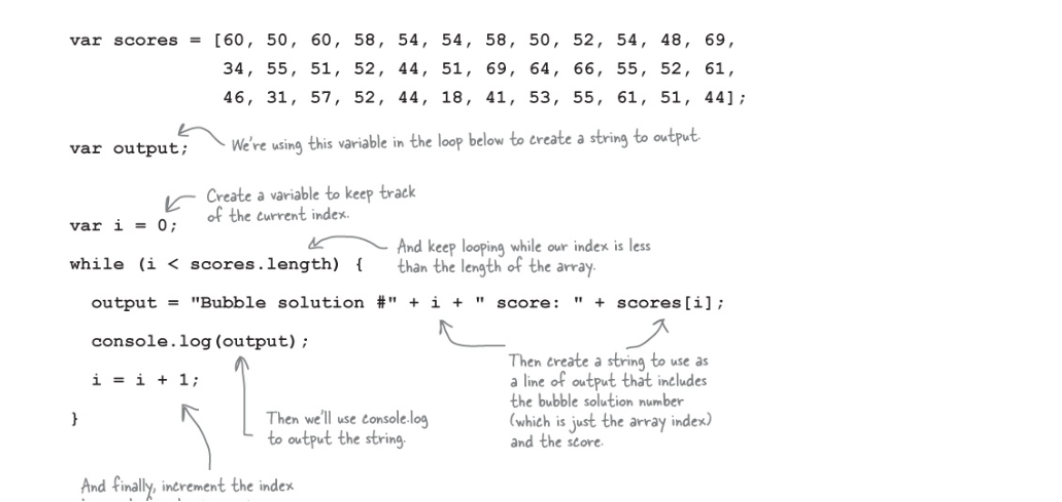 var scores = [60, 50, 60, 58, 54, 54, 58, 50, 52, 54, 48, 69,
34, 55, 51, 52, 44, 51, 69, 64, 66, 55, 52, 61,
46, 31, 57, 52, 44, 18, 41, 53, 55, 61, 51, 44];
var output;
We're using this variable in the loop below to create a string to output.
Create a variable to keep track
of the current index.
var i = 0;
And keep looping while our index is less
than the length of the array.
while (i < scores.length) {
output = "Bubble solution #" + i + " score: " + scores[i];
console.log(output);
Then create a string to use as
a line of output that includes
the bubble solution number
(which is just the array index)
and the score.
i = i + 1;
Then we'll use console.log
to output the string.
}
And finally, increment the index